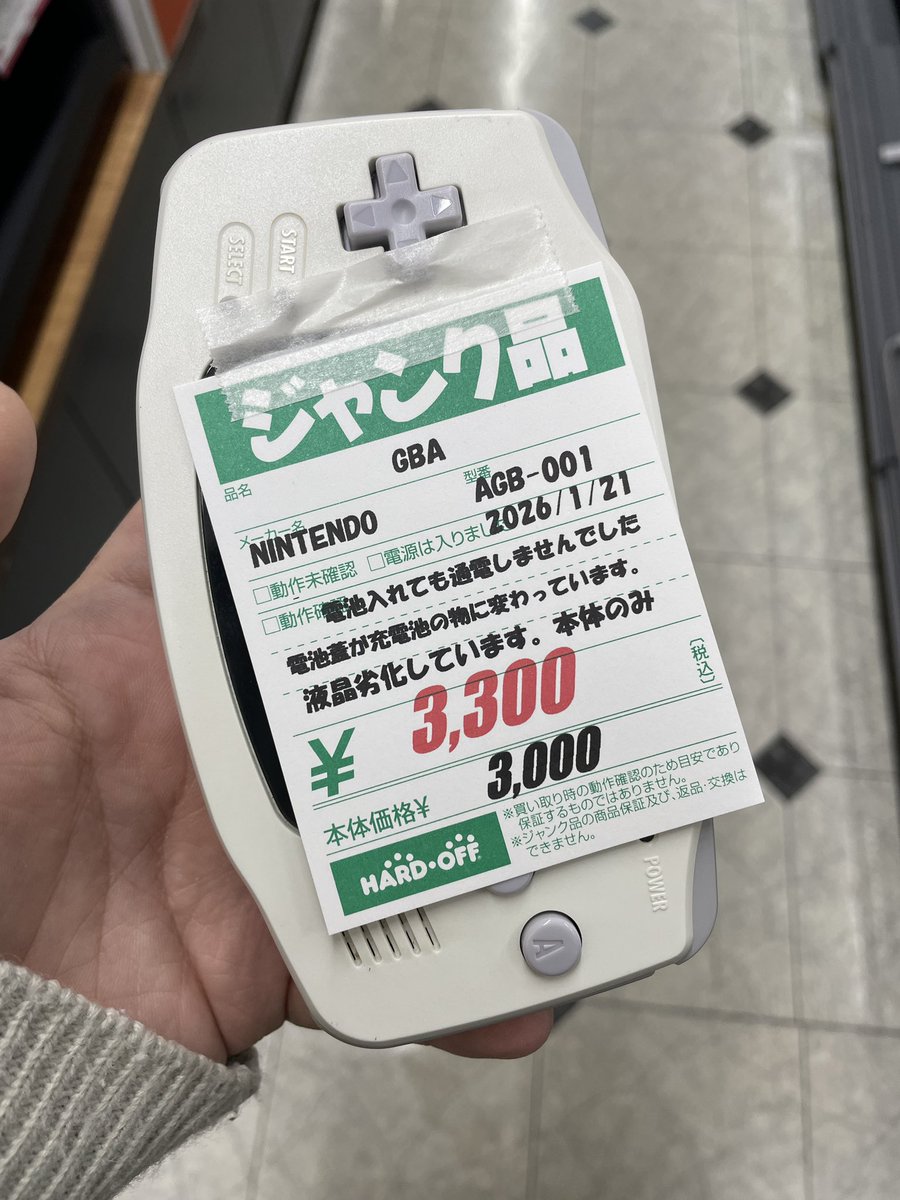 SELECT
START
ジャンク品
品名
GBA
型番
AGB-001
メーカー名
NINTENDO
2026/1/21
□動作未確認 □電源は入りました
□動作確認
電池入れても通電しませんでした
電池蓋が充電池の物に変わっています。
液晶劣化しています。本体のみ
¥ 3,300 〔税込〕
本体価格¥ 3,000
※買い取り時の動作確認のため目安であり
保証するものではありません。
※ジャンク品の商品保証及び、返品・交換は
できません。
HARD・OFF
POWER
A